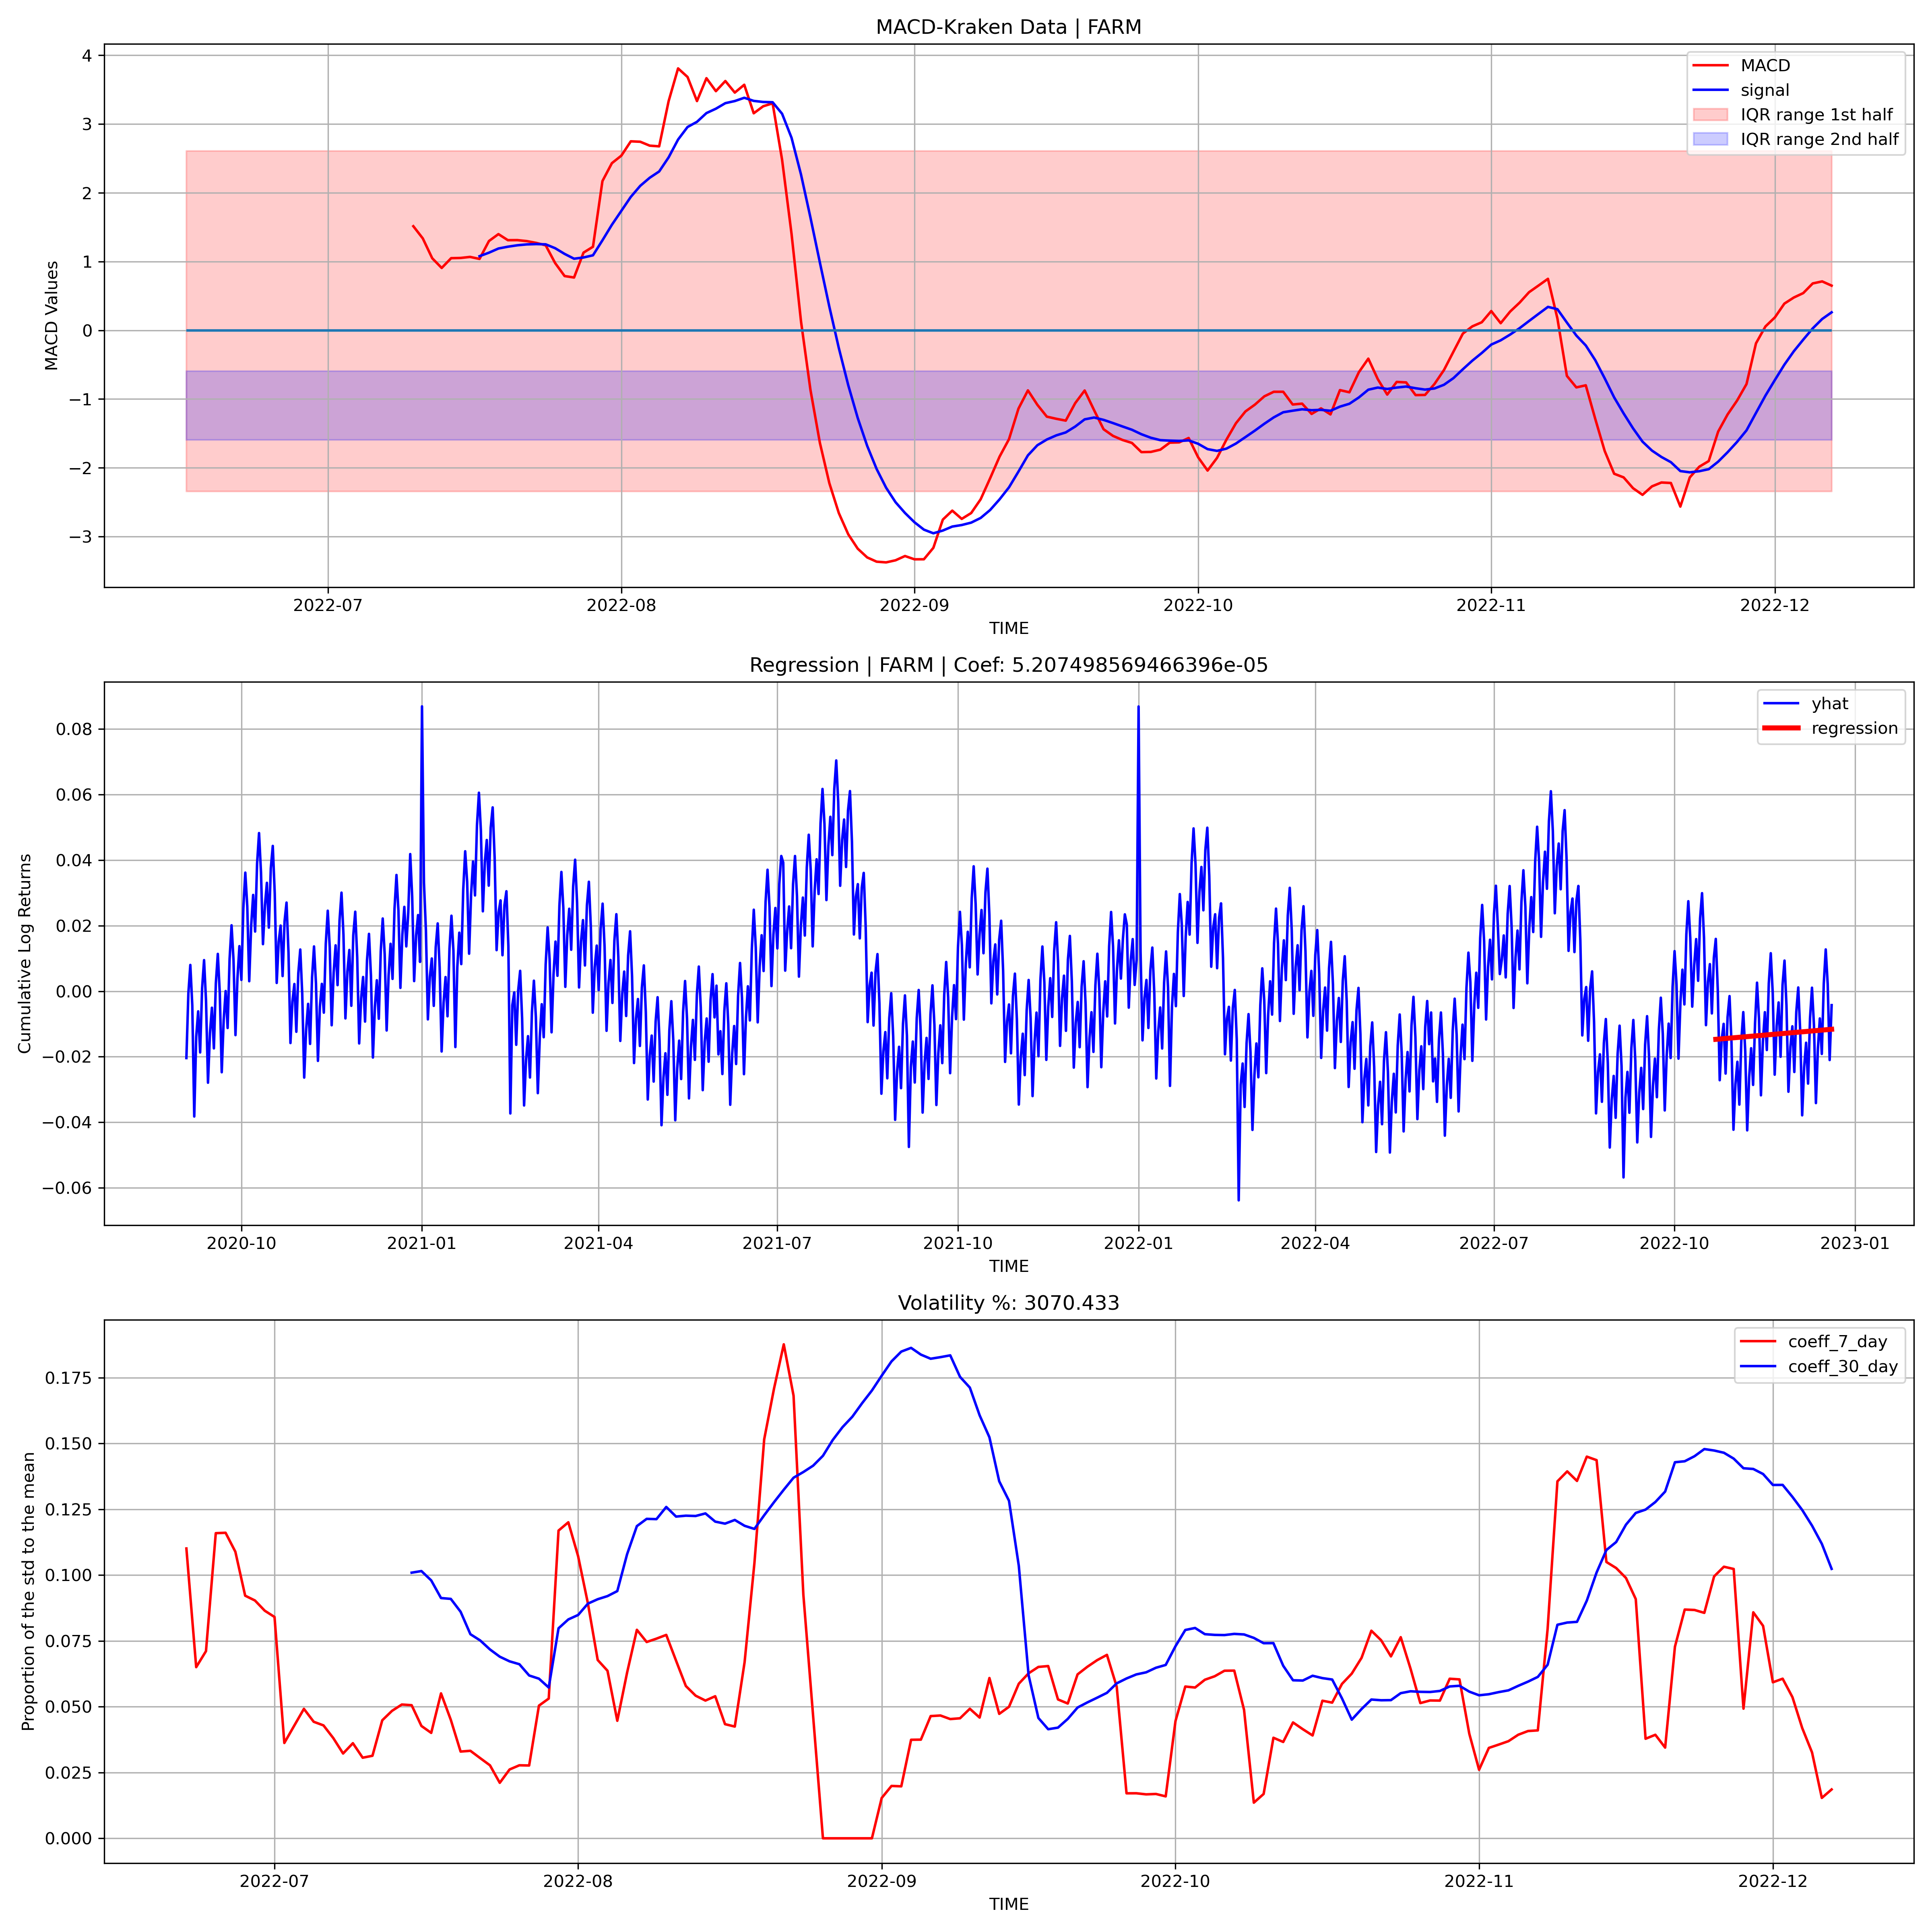 MACD-Kraken Data | FARM
MACD Values
4
3
2
1
0
−1
−2
−3
MACD
signal
IQR range 1st half
IQR range 2nd half
2022-07
2022-08
2022-09
2022-10
2022-11
2022-12
TIME
Regression | FARM | Coef: 5.207498569466396e-05
Cumulative Log Returns
0.08
0.06
0.04
0.02
0.00
−0.02
−0.04
−0.06
yhat
regression
2020-10
2021-01
2021-04
2021-07
2021-10
2022-01
2022-04
2022-07
2022-10
2023-01
TIME
Volatility %: 3070.433
Proportion of the std to the mean
0.175
0.150
0.125
0.100
0.075
0.050
0.025
0.000
coeff_7_day
coeff_30_day
2022-07
2022-08
2022-09
2022-10
2022-11
2022-12
TIME